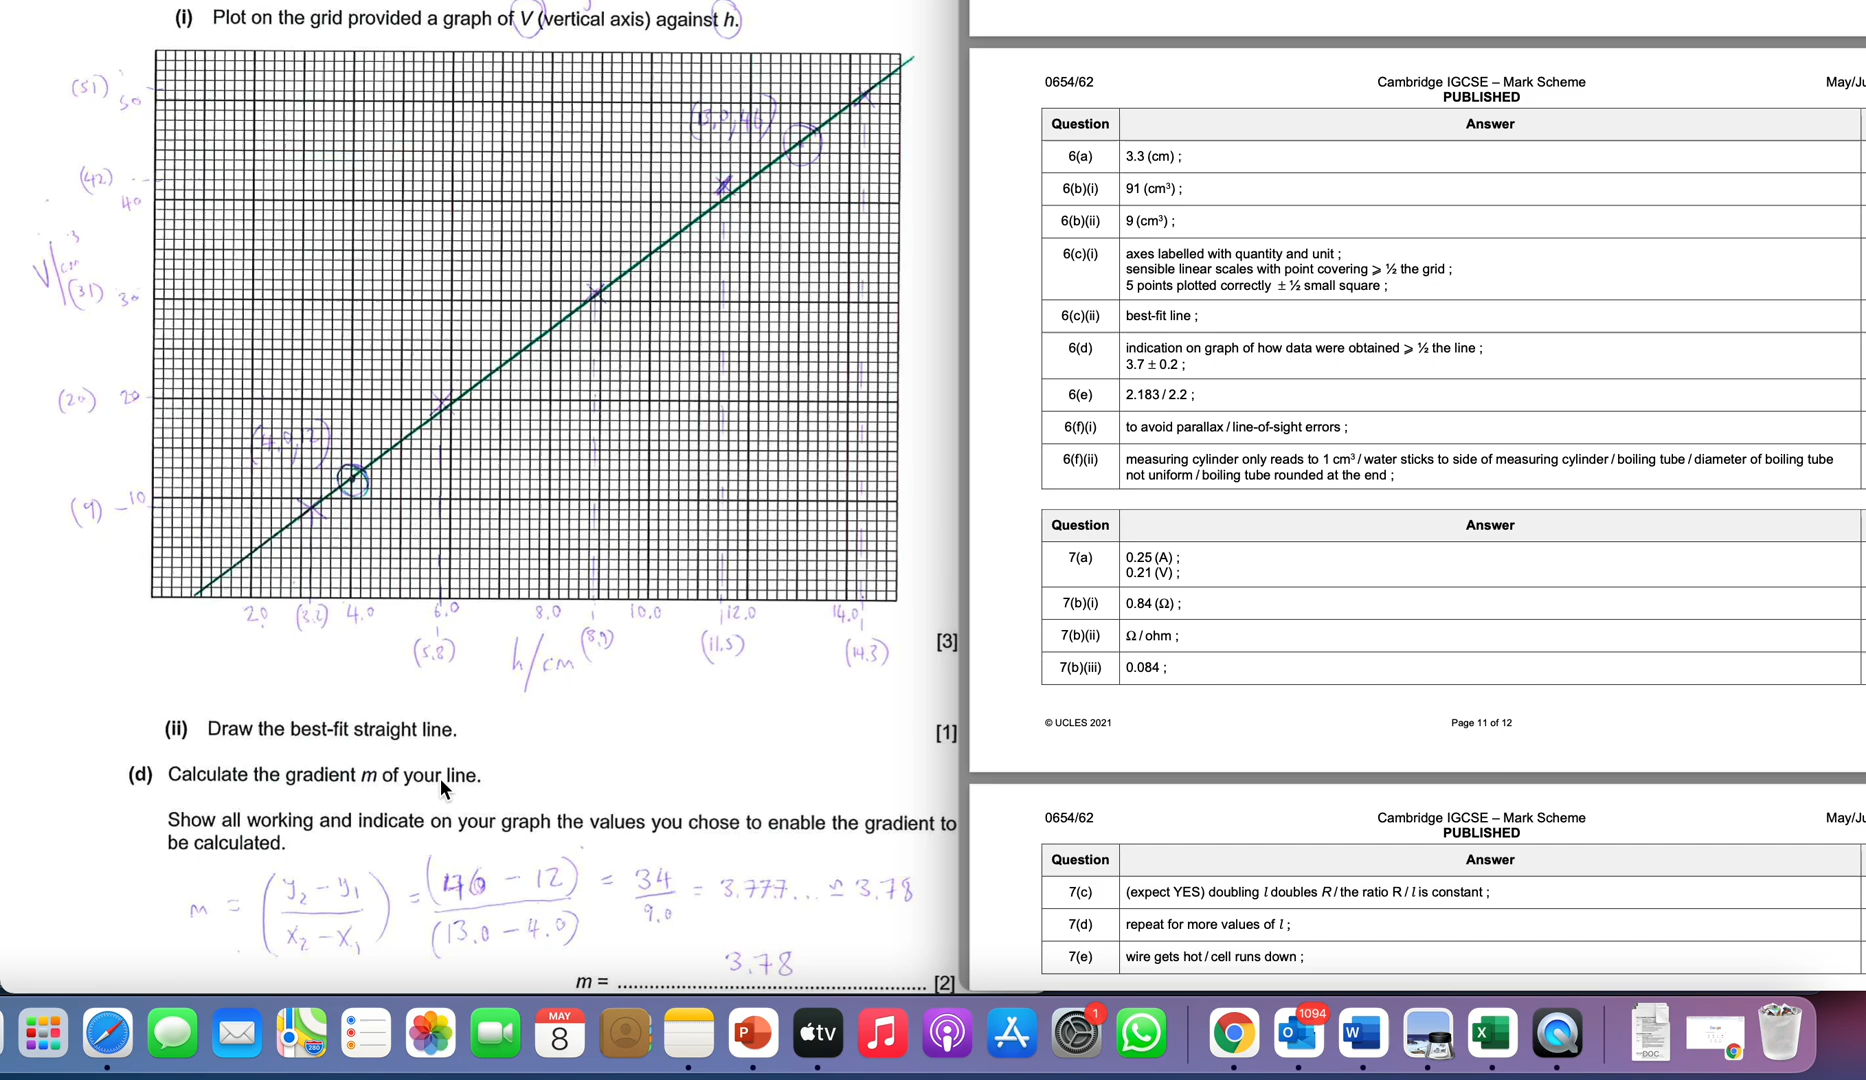 (i) Plot on the grid provided a graph of V (vertical axis) against h.
(51)
50
(13.0, 46)
(42)
40
V/cm³
(31) 30
(20) 20
(9) 10
2.0 (3.2) 4.0 6.0 8.0 10.0 12.0 14.0
(5.8) h/cm (8.9) (11.5) (14.3)
[3]
(ii) Draw the best-fit straight line.
[1]
(d) Calculate the gradient m of your line.
Show all working and indicate on your graph the values you chose to enable the gradient to
be calculated.
m = (y₂ - y₁) / (x₂ - x₁) = (46 - 12) / (13.0 - 4.0) = 34 / 9.0 = 3.777... ≃ 3.78
3.78
m = ........ [2]
0654/62 Cambridge IGCSE – Mark Scheme May/Ju
PUBLISHED
Question Answer
6(a) 3.3 (cm) ;
6(b)(i) 91 (cm³) ;
6(b)(ii) 9 (cm³) ;
6(c)(i) axes labelled with quantity and unit ;
sensible linear scales with point covering ⩾ ½ the grid ;
5 points plotted correctly ± ½ small square ;
6(c)(ii) best-fit line ;
6(d) indication on graph of how data were obtained ⩾ ½ the line ;
3.7 ± 0.2 ;
6(e) 2.183 / 2.2 ;
6(f)(i) to avoid parallax / line-of-sight errors ;
6(f)(ii) measuring cylinder only reads to 1 cm³ / water sticks to side of measuring cylinder / boiling tube / diameter of boiling tube
not uniform / boiling tube rounded at the end ;
Question Answer
7(a) 0.25 (A) ;
0.21 (V) ;
7(b)(i) 0.84 (Ω) ;
7(b)(ii) Ω / ohm ;
7(b)(iii) 0.084 ;
© UCLES 2021 Page 11 of 12
0654/62 Cambridge IGCSE – Mark Scheme May/Ju
PUBLISHED
Question Answer
7(c) (expect YES) doubling l doubles R / the ratio R / l is constant ;
7(d) repeat for more values of l ;
7(e) wire gets hot / cell runs down ;
280
MAY
8
P
tv
1
1094
O
W
X
DOC
Google